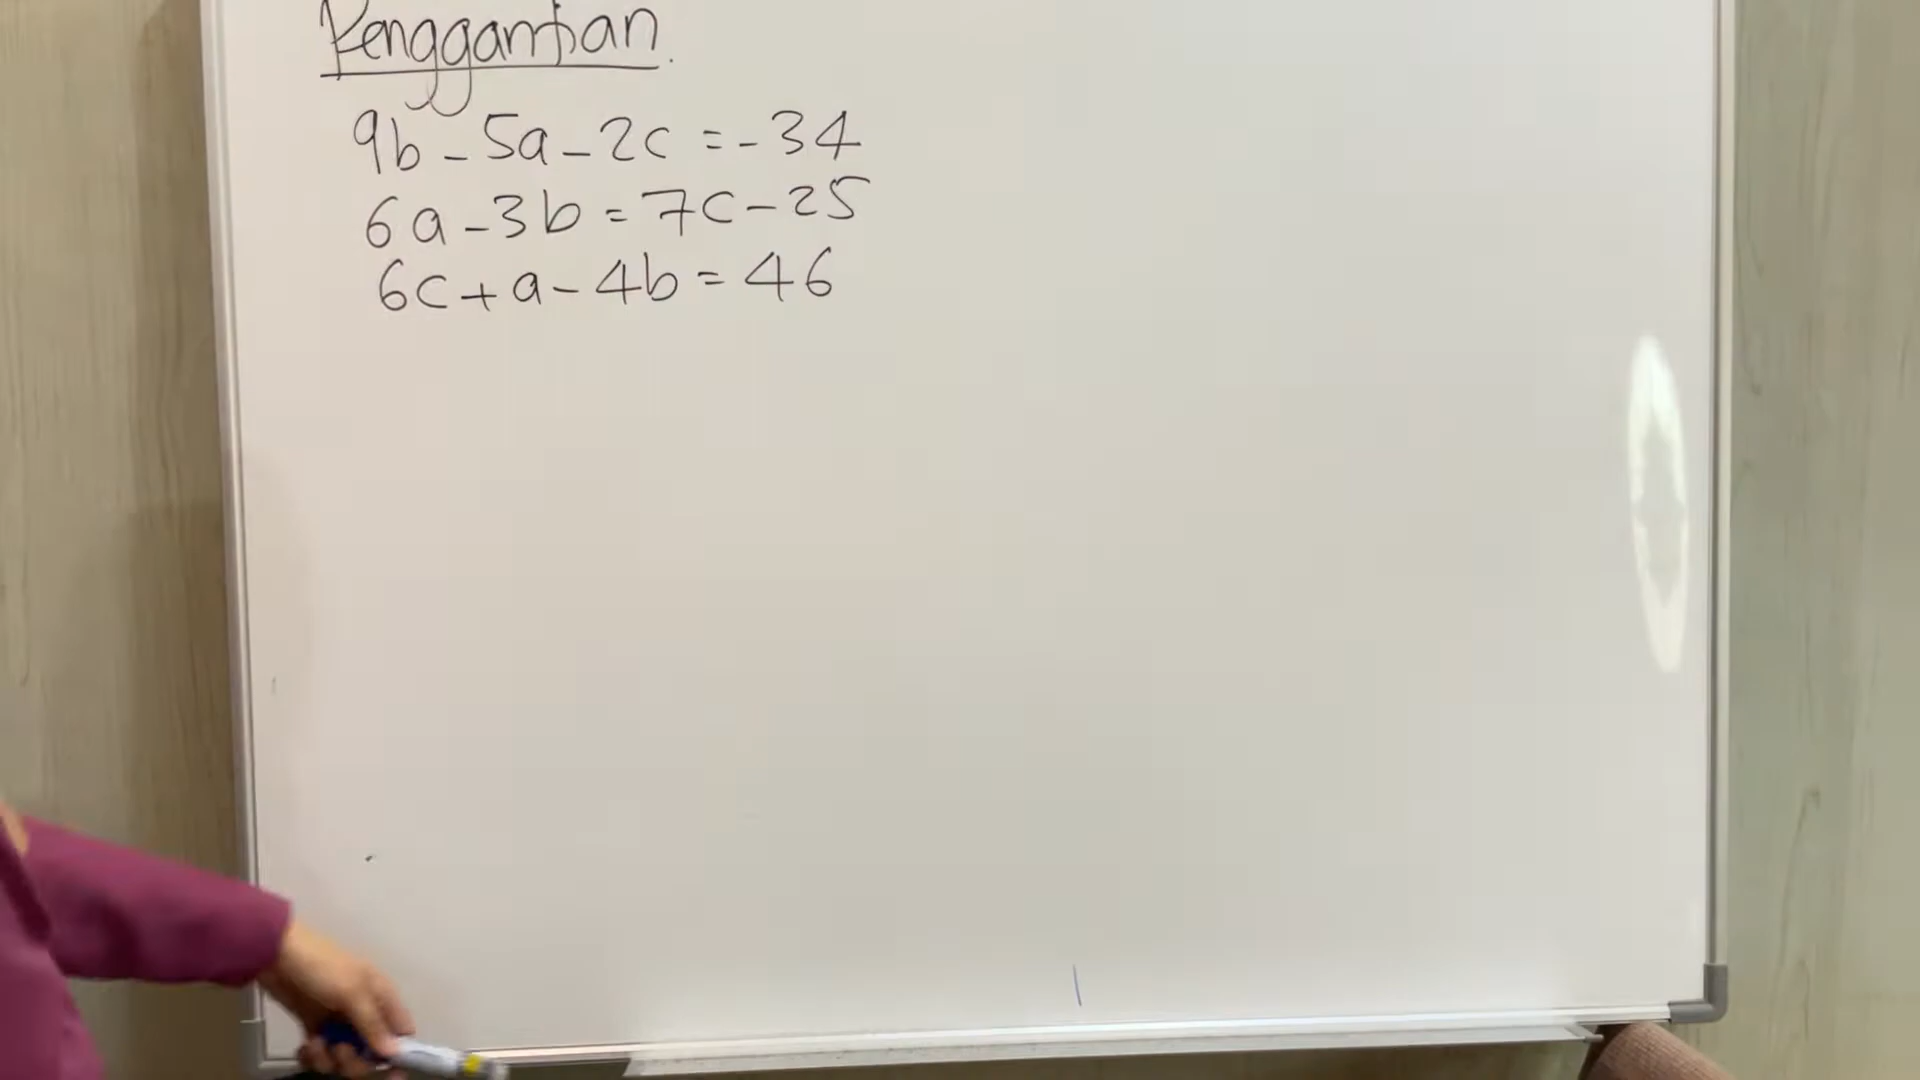 Penggantian.
9b - 5a - 2c = -34
6a - 3b = 7c - 25
6c + a - 4b = 46